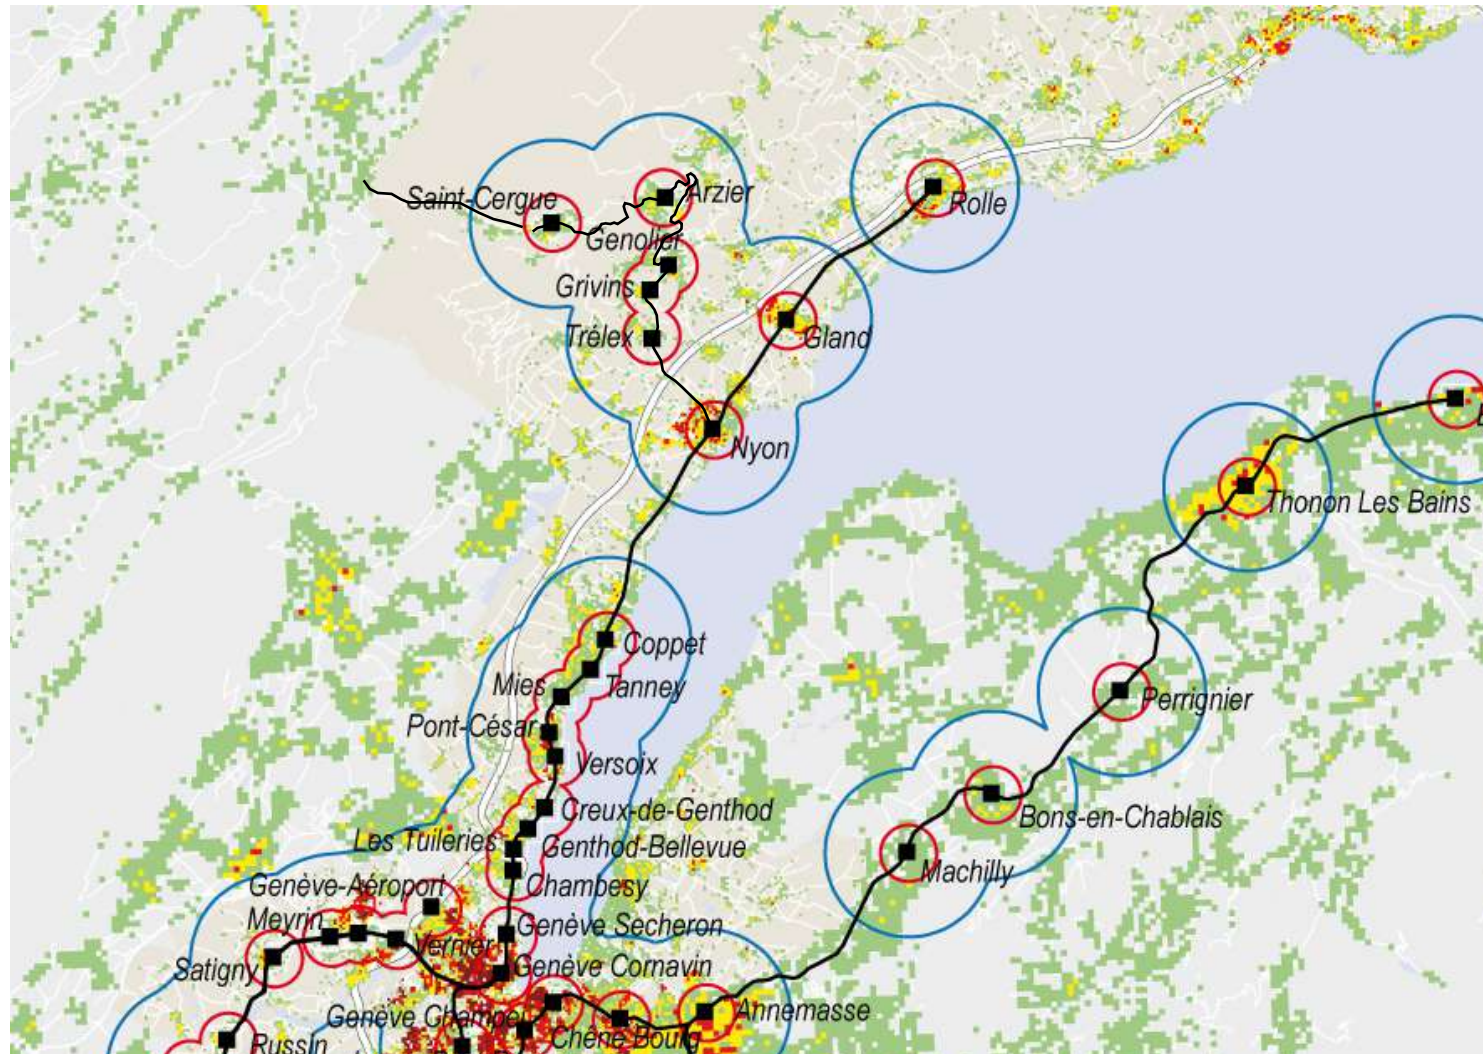 Saint-Cergue
Arzier
Rolle
Genolier
Grivins
Trélex
Gland
Nyon
Thonon Les Bains
Coppet
Mies
Tanney
Perrignier
Pont-César
Versoix
Creux-de-Genthod
Bons-en-Chablais
Les Tuileries
Genthod-Bellevue
Machilly
Genève-Aéroport
Chambesy
Meyrin
Genève Secheron
Vernier
Satigny
Genève Cornavin
Genève Champel
Annemasse
Chêne Bourg
Russin